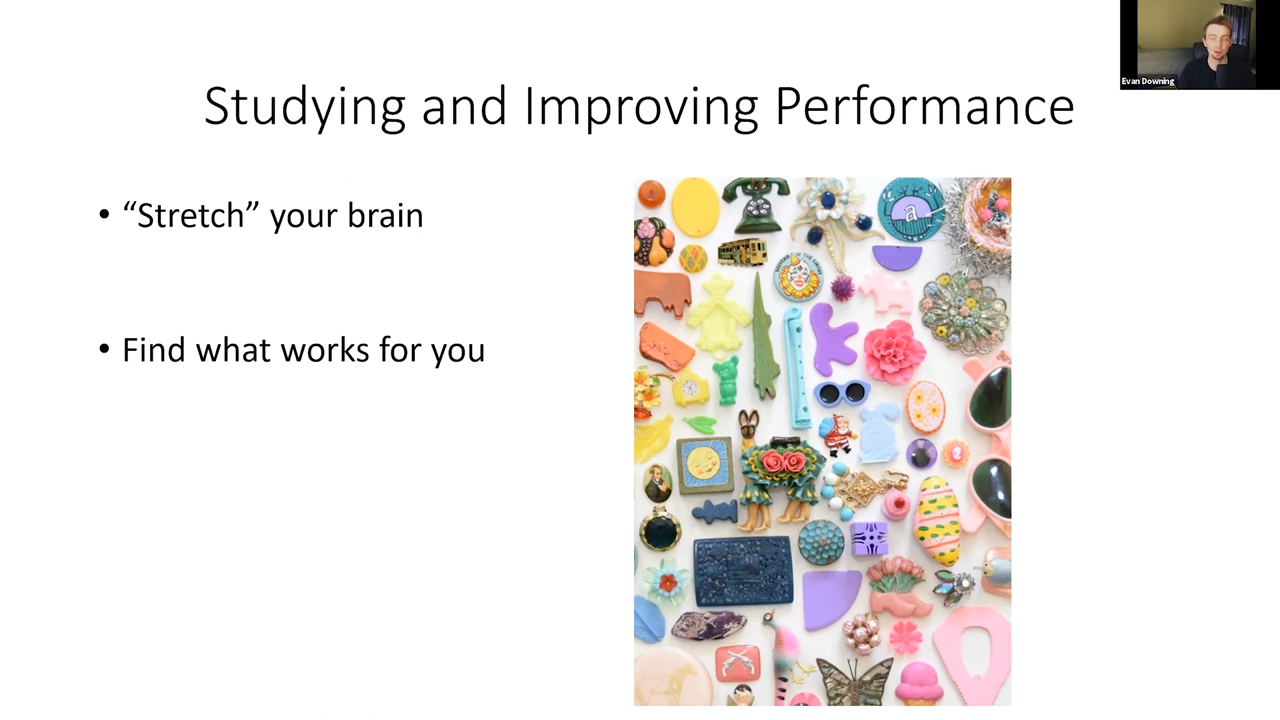 Studying and Improving Performance
Evan Downing
• “Stretch” your brain
• Find what works for you
a